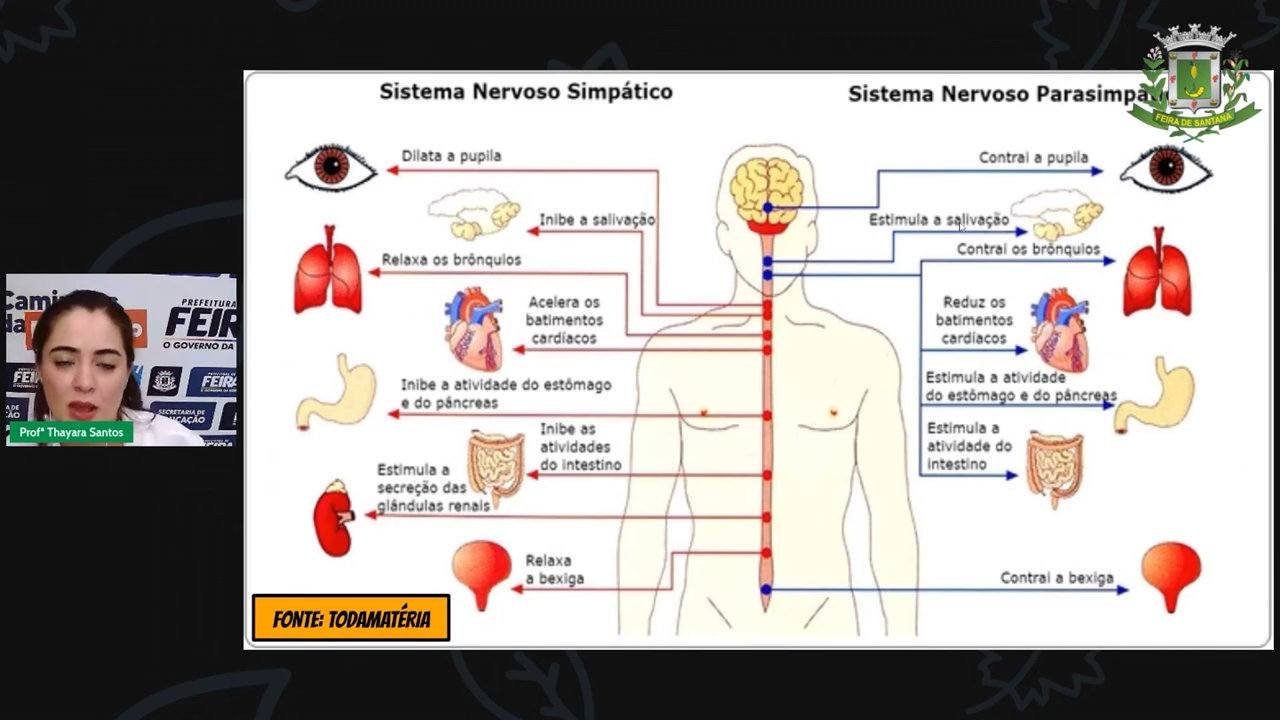 Sistema Nervoso Simpático
Sistema Nervoso Parasimpá
FEIRA DE SANTANA
Dilata a pupila
Inibe a salivação
Relaxa os brônquios
Acelera os
batimentos
cardíacos
Inibe a atividade do estômago
e do pâncreas
Inibe as
atividades
do intestino
Estimula a
secreção das
glândulas renais
Relaxa
a bexiga
Contrai a pupila
Estimula a salivação
Contrai os brônquios
Reduz os
batimentos
cardíacos
Estimula a atividade
do estômago e do pâncreas
Estimula a
atividade do
intestino
Contrai a bexiga
FONTE: TODAMATÉRIA
PREFEITURA
FEIR
O GOVERNO DA
FEIRA
SECRETARIA DE
Profª Thayara Santos